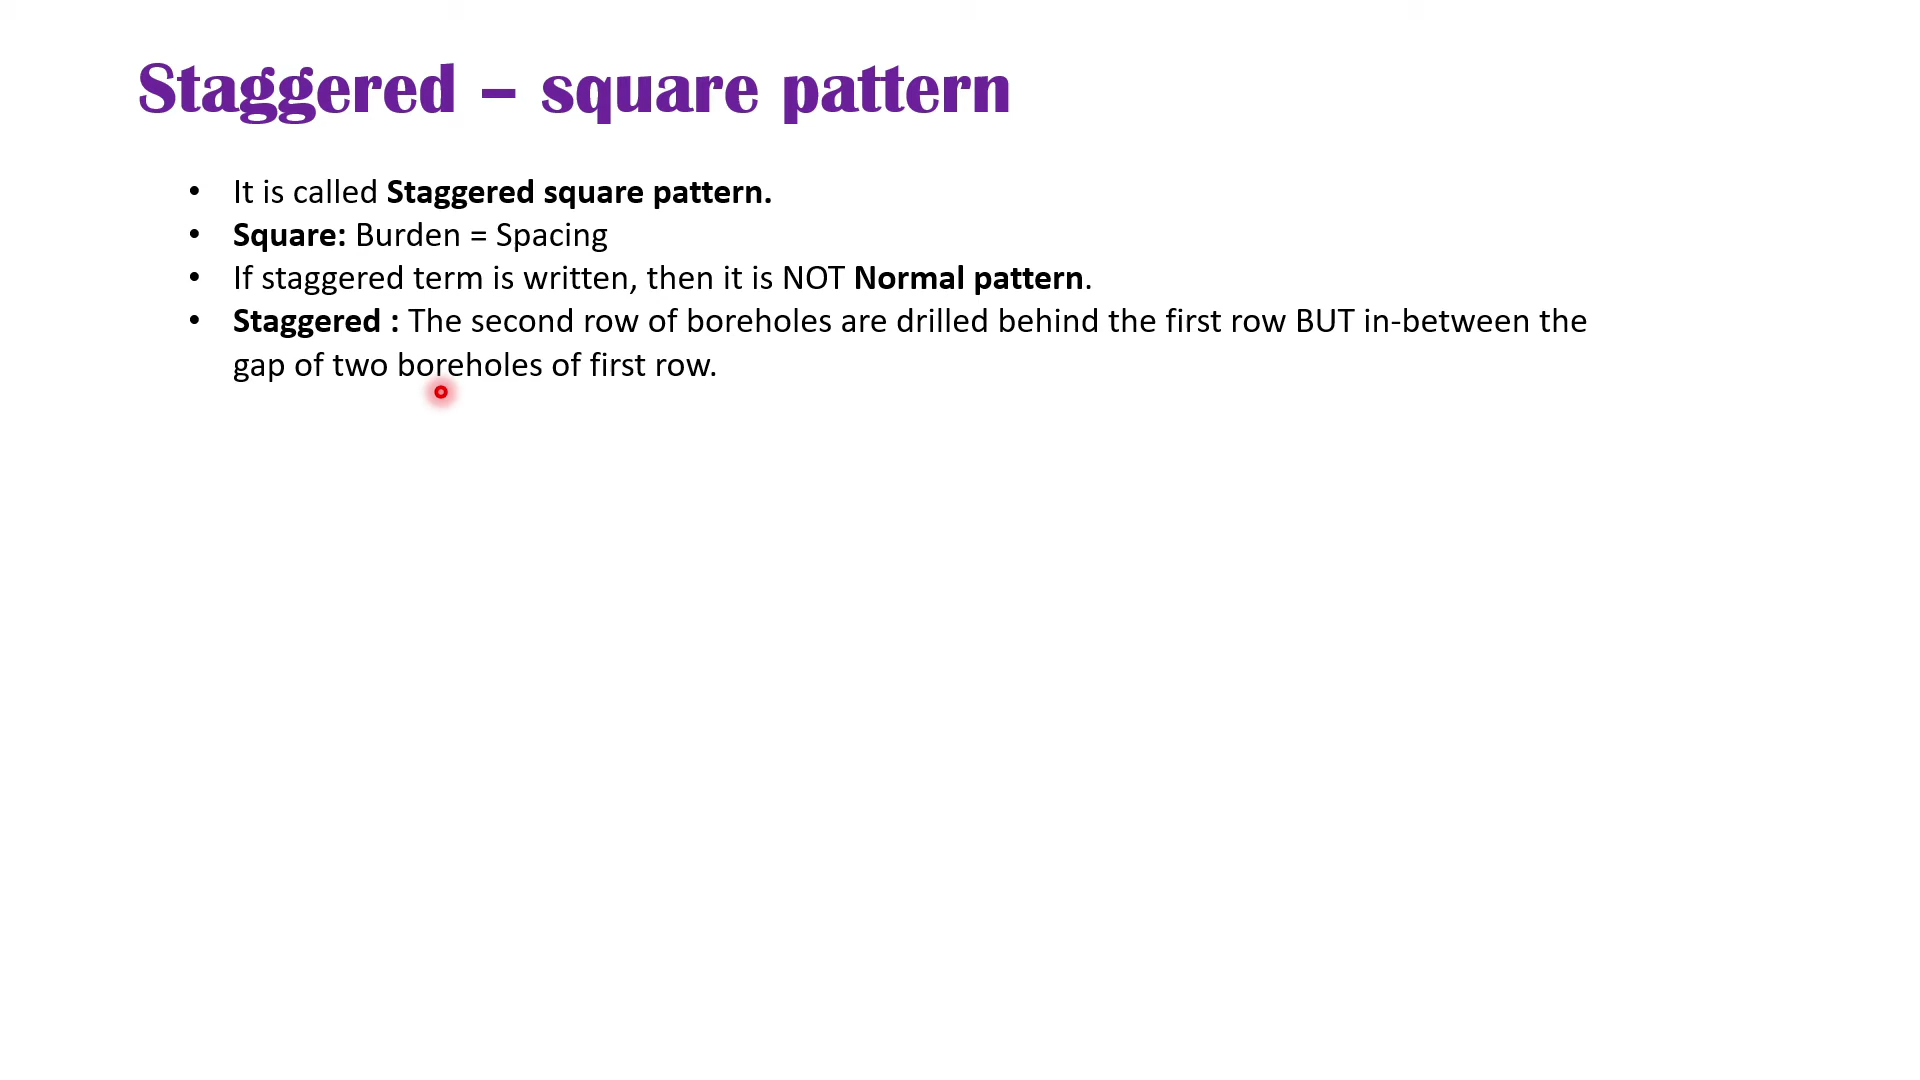 Staggered – square pattern
• It is called Staggered square pattern.
• Square: Burden = Spacing
• If staggered term is written, then it is NOT Normal pattern.
• Staggered : The second row of boreholes are drilled behind the first row BUT in-between the
gap of two boreholes of first row.